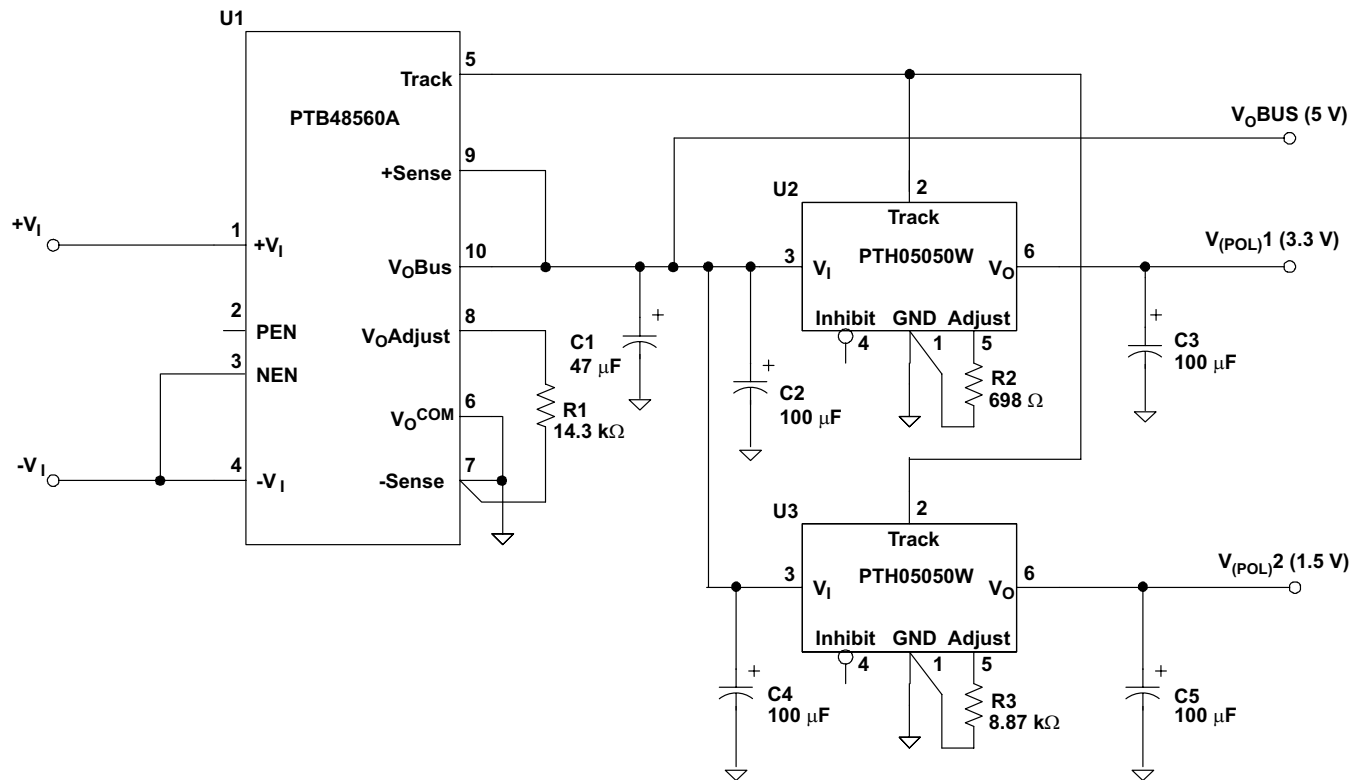 U1
5
Track
PTB48560A
VOBUS (5 V)
9
+Sense
U2
2
Track
+VI
1
+VI
10
VOBus
3
VI
PTH05050W
VO
6
V(POL)1 (3.3 V)
2
PEN
8
VOAdjust
Inhibit
GND
Adjust
4
1
5
+
C1
47 μF
+
C2
100 μF
R2
698 Ω
+
C3
100 μF
3
NEN
6
VOCOM
R1
14.3 kΩ
-VI
4
-VI
7
-Sense
U3
2
Track
3
VI
PTH05050W
VO
6
V(POL)2 (1.5 V)
Inhibit
GND
Adjust
4
1
5
+
C4
100 μF
R3
8.87 kΩ
+
C5
100 μF